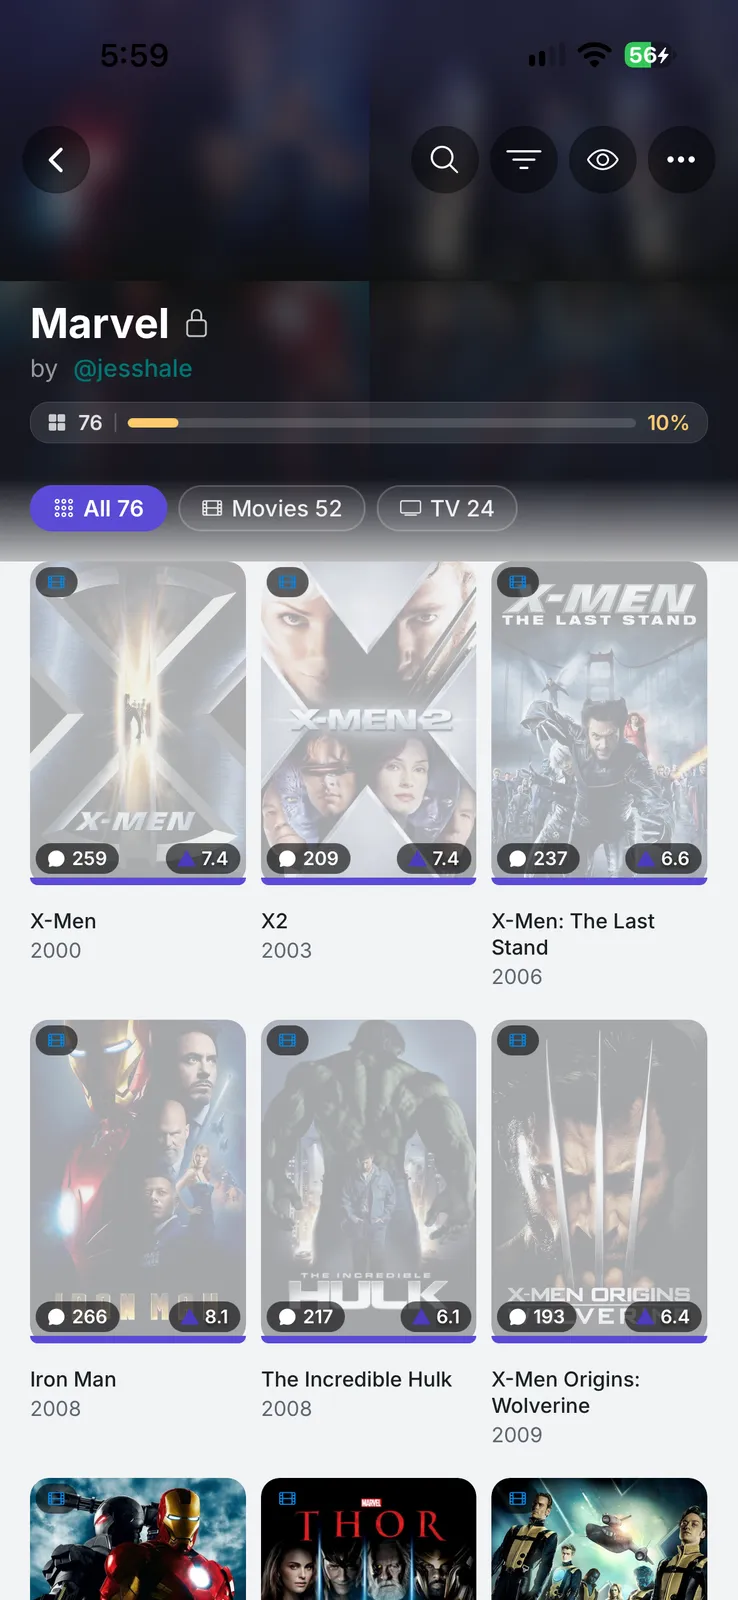 5:59
56
Marvel
by @jesshale
76
10%
All 76
Movies 52
TV 24
X-MEN
259
7.4
X-MEN 2
209
7.4
X-MEN
THE LAST STAND
237
6.6
X-Men
2000
X2
2003
X-Men: The Last
Stand
2006
IRON MAN
266
8.1
THE INCREDIBLE
HULK
217
6.1
X-MEN ORIGINS
WOLVERINE
193
6.4
Iron Man
2008
The Incredible Hulk
2008
X-Men Origins:
Wolverine
2009
MARVEL
THOR